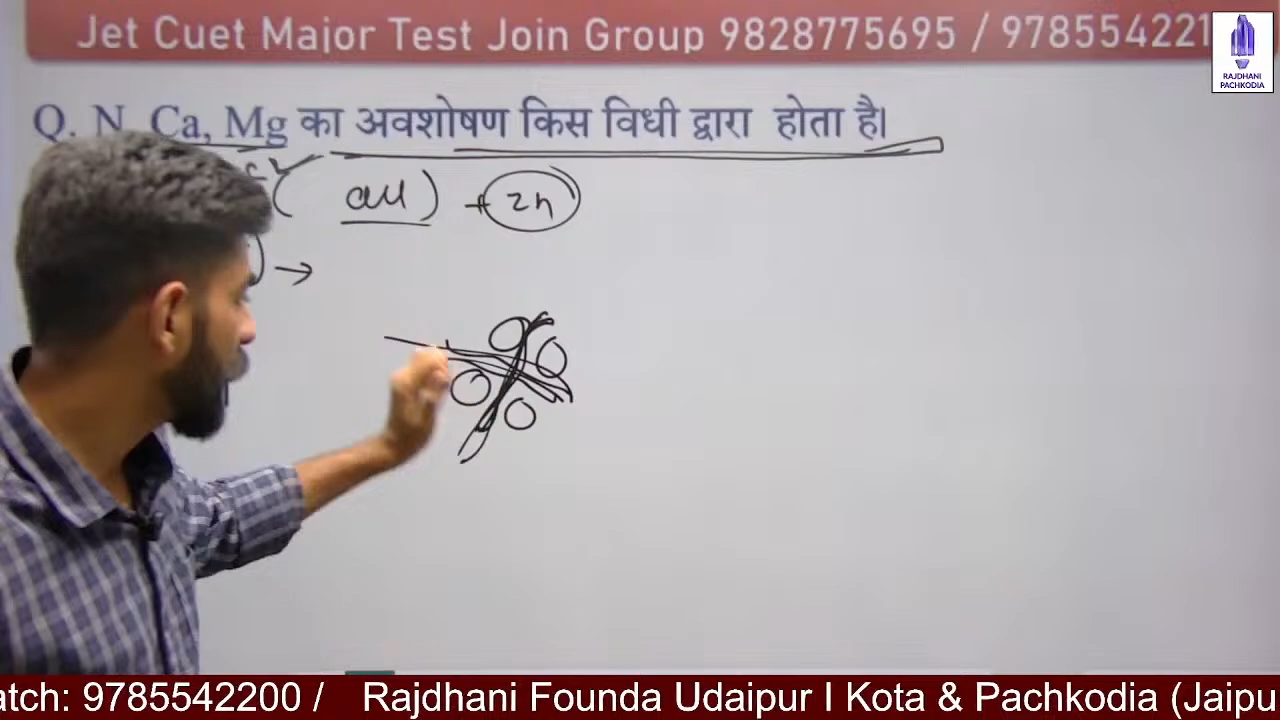 Jet Cuet Major Test Join Group 9828775695 / 978554221
RAJDHANI
PACHKODIA
Q. N, Ca, Mg का अवशोषण किस विधी द्वारा होता है।
( all ) + Zn
) →
atch: 9785542200 / Rajdhani Founda Udaipur I Kota & Pachkodia (Jaipu